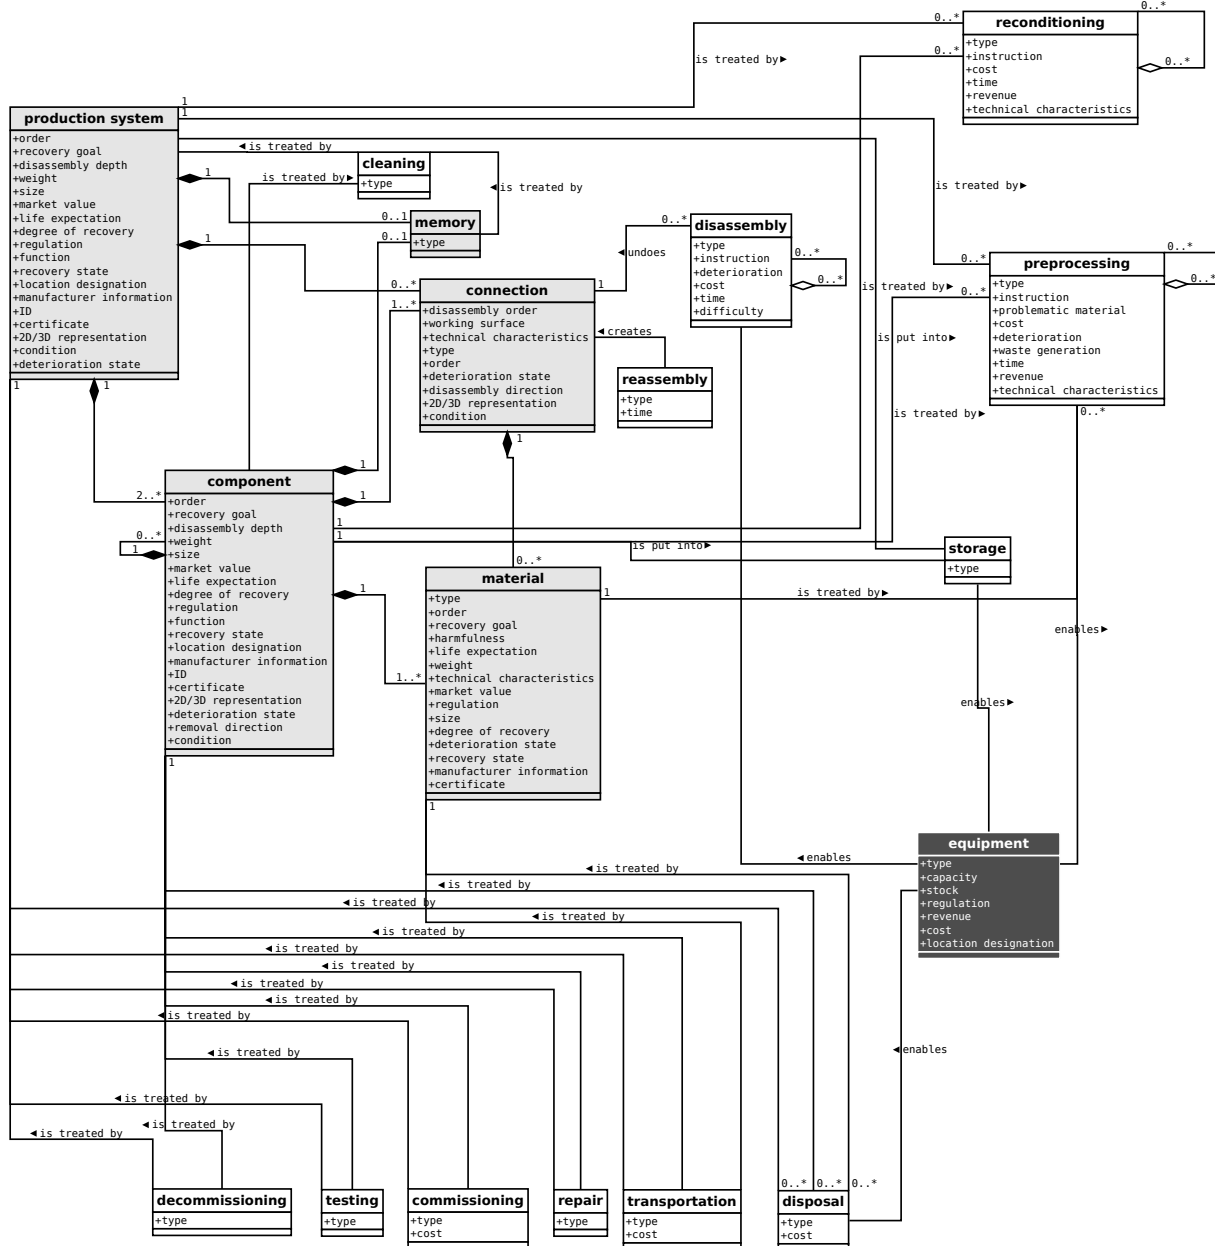 0..*
reconditioning
0..*
+type
+instruction
+cost
+time
+revenue
+technical characteristics
0..*
0..*
is treated by ►
1
1
production system
+order
+recovery goal
+disassembly depth
+weight
+size
+market value
+life expectation
+degree of recovery
+regulation
+function
+recovery state
+location designation
+manufacturer information
+ID
+certificate
+2D/3D representation
+condition
+deterioration state
1
1
◄ is treated by
cleaning
+type
is treated by ►
◄ is treated by
1
0..1
memory
+type
0..1
1
0..*
disassembly
+type
+instruction
+deterioration
+cost
+time
+difficulty
0..*
0..*
◄ undoes
is treated by ►
0..*
preprocessing
+type
+instruction
+problematic material
+cost
+deterioration
+waste generation
+time
+revenue
+technical characteristics
0..*
0..*
0..*
is treated by ►
0..*
is put into ►
is treated by ►
0..*
1..*
1
connection
+disassembly order
+working surface
+technical characteristics
+type
+order
+deterioration state
+disassembly direction
+2D/3D representation
+condition
◄ creates
reassembly
+type
+time
1
1
component
+order
+recovery goal
+disassembly depth
+weight
+size
+market value
+life expectation
+degree of recovery
+regulation
+function
+recovery state
+location designation
+manufacturer information
+ID
+certificate
+2D/3D representation
+deterioration state
+removal direction
+condition
2..*
0..*
1
1
1
1
1
1
is put into ►
storage
+type
0..*
material
+type
+order
+recovery goal
+harmfulness
+life expectation
+weight
+technical characteristics
+market value
+regulation
+size
+degree of recovery
+deterioration state
+recovery state
+manufacturer information
+certificate
1
is treated by ►
enables ►
1..*
enables ►
1
1
equipment
+type
+capacity
+stock
+regulation
+revenue
+cost
+location designation
◄ enables
◄ is treated by
◄ is treated by
◄ is treated by
◄ is treated by
◄ is treated by
◄ is treated by
◄ is treated by
◄ is treated by
◄ is treated by
◄ is treated by
◄ enables
◄ is treated by
◄ is treated by
◄ is treated by
◄ is treated by
0..*
0..*
0..*
decommissioning
+type
testing
+type
commissioning
+type
+cost
repair
+type
transportation
+type
+cost
disposal
+type
+cost